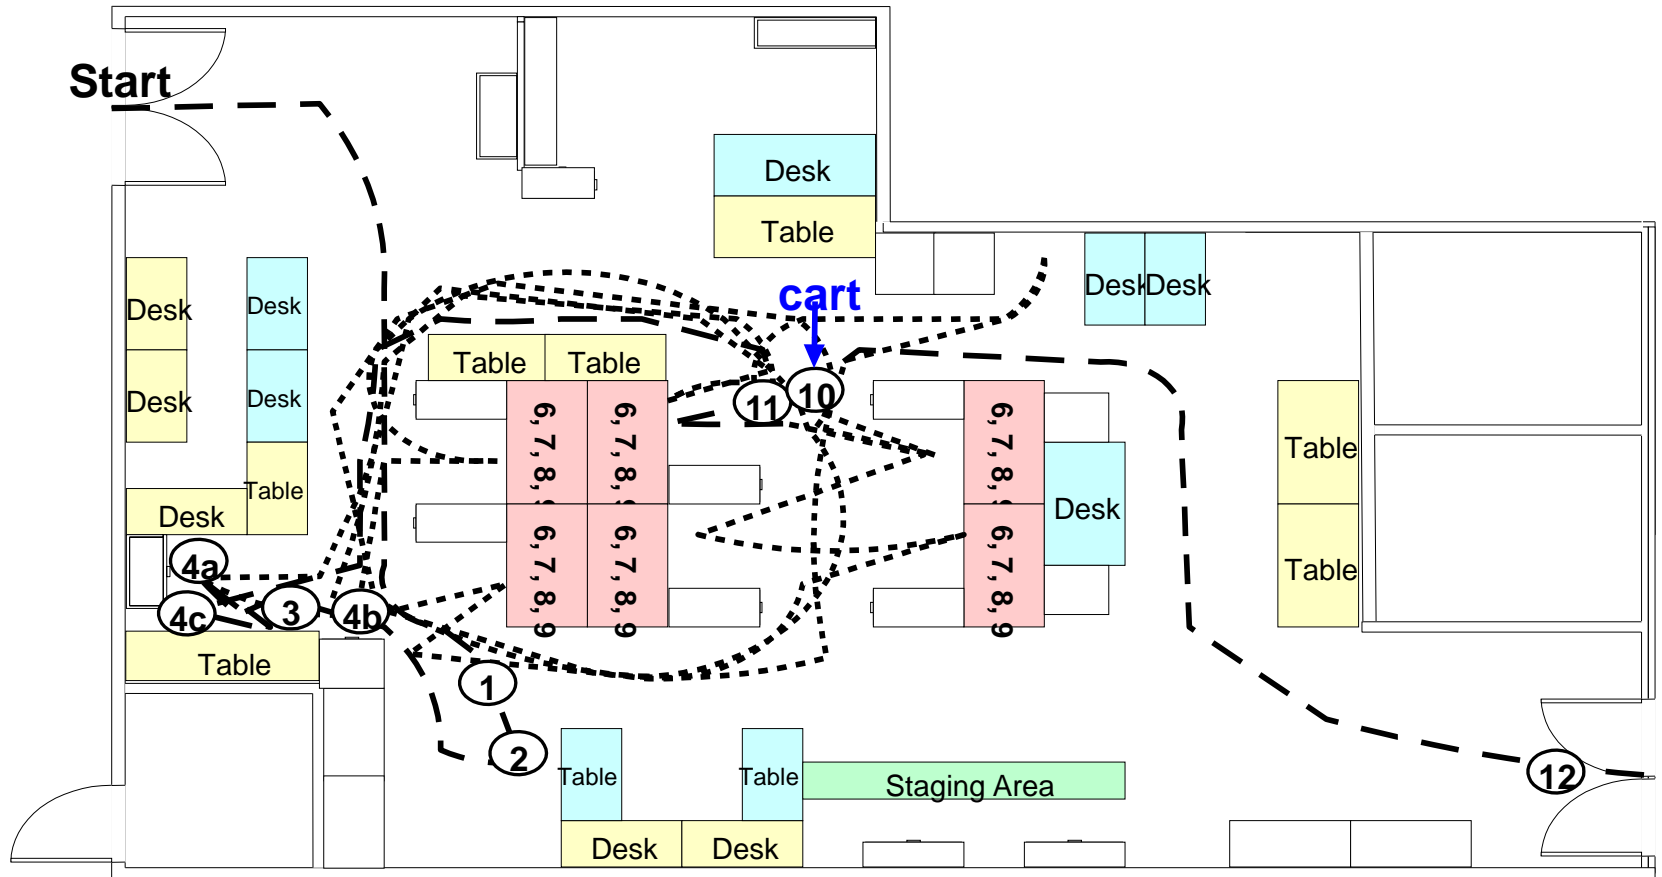 Start
Desk
Table
cart
Desk
Desk
Desk
Desk
Table
Table
Desk
Desk
10
11
6,7,8,9
6,7,8,9
6,7,8,9
Table
Table
Desk
Desk
Table
Desk
Desk
6,7,8,9
6,7,8,9
6,7,8,9
4a
4c
3
4b
Table
1
2
Table
Table
Staging Area
12
Desk
Desk